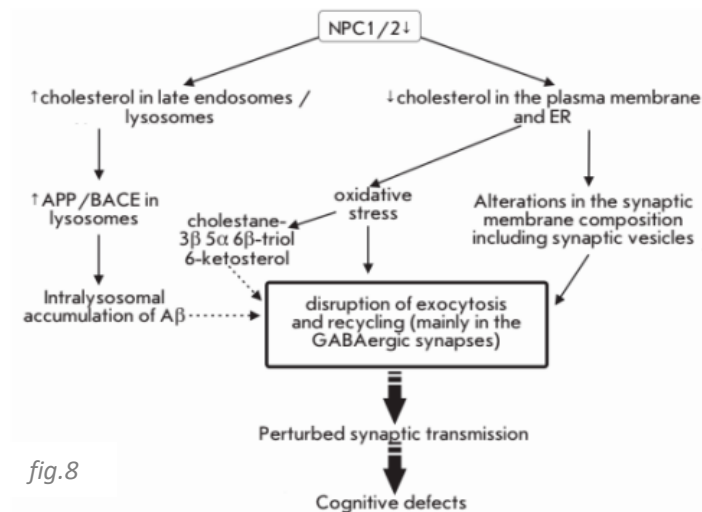 NPC1/2↓
↑cholesterol in late endosomes /
lysosomes
↓cholesterol in the plasma membrane
and ER
↑APP/BACE in
lysosomes
oxidative
stress
cholestane-
3β 5α 6β-triol
6-ketosterol
Alterations in the synaptic
membrane composition
including synaptic vesicles
Intralysosomal
accumulation of Aβ
disruption of exocytosis
and recycling (mainly in the
GABAergic synapses)
Perturbed synaptic transmission
Cognitive defects
fig.8